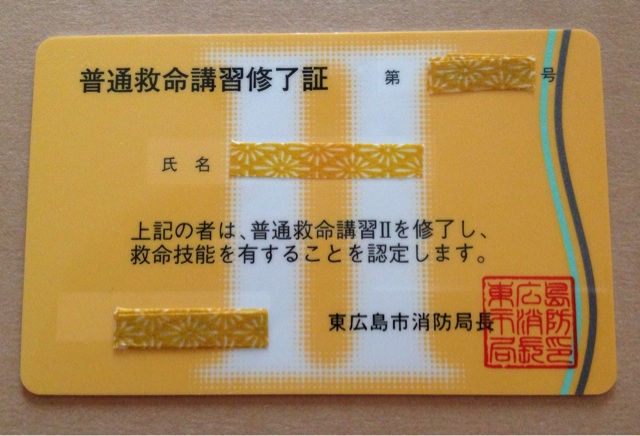 普通救命講習修了証 第 号
氏名
上記の者は、普通救命講習Ⅱを修了し、
救命技能を有することを認定します。
東広島市消防局長
東広島市消防局長印